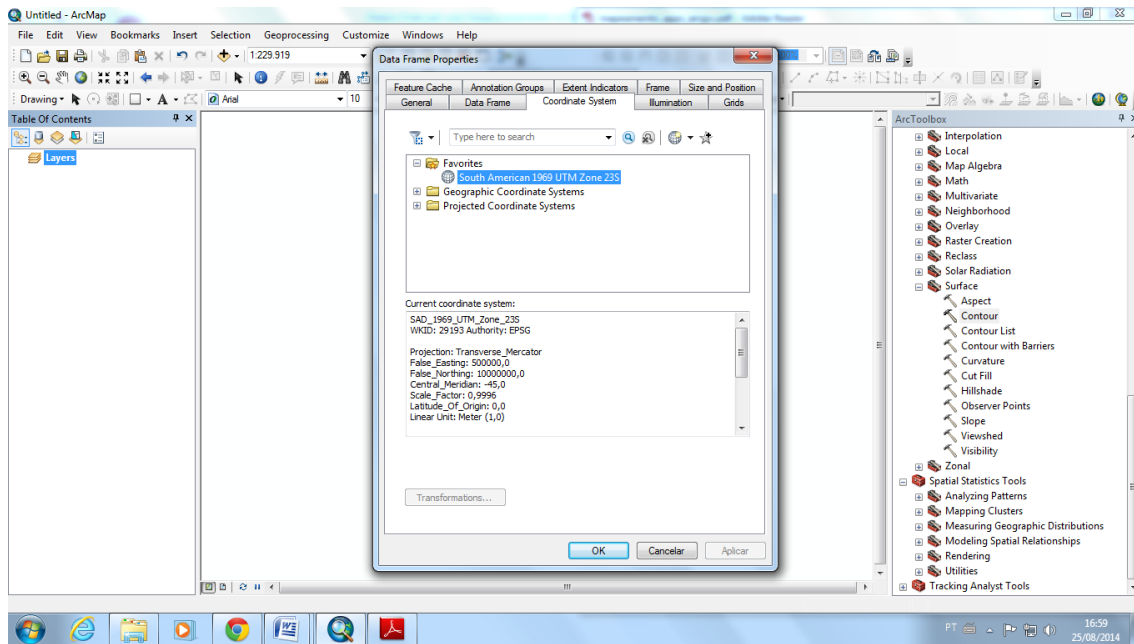 Untitled - ArcMap
File Edit View Bookmarks Insert Selection Geoprocessing Customize Windows Help
1:229.919
Drawing A Arial 10
Table Of Contents
Layers
Data Frame Properties
Feature Cache Annotation Groups Extent Indicators Frame Size and Position
General Data Frame Coordinate System Illumination Grids
Type here to search
Favorites
South American 1969 UTM Zone 23S
Geographic Coordinate Systems
Projected Coordinate Systems
Current coordinate system:
SAD_1969_UTM_Zone_23S
WKID: 29193 Authority: EPSG
Projection: Transverse_Mercator
False_Easting: 500000,0
False_Northing: 10000000,0
Central_Meridian: -45,0
Scale_Factor: 0,9996
Latitude_Of_Origin: 0,0
Linear Unit: Meter (1,0)
Transformations...
OK Cancelar Aplicar
ArcToolbox
Interpolation
Local
Map Algebra
Math
Multivariate
Neighborhood
Overlay
Raster Creation
Reclass
Solar Radiation
Surface
Aspect
Contour
Contour List
Contour with Barriers
Curvature
Cut Fill
Hillshade
Observer Points
Slope
Viewshed
Visibility
Zonal
Spatial Statistics Tools
Analyzing Patterns
Mapping Clusters
Measuring Geographic Distributions
Modeling Spatial Relationships
Rendering
Utilities
Tracking Analyst Tools
PT
16:59
25/08/2014